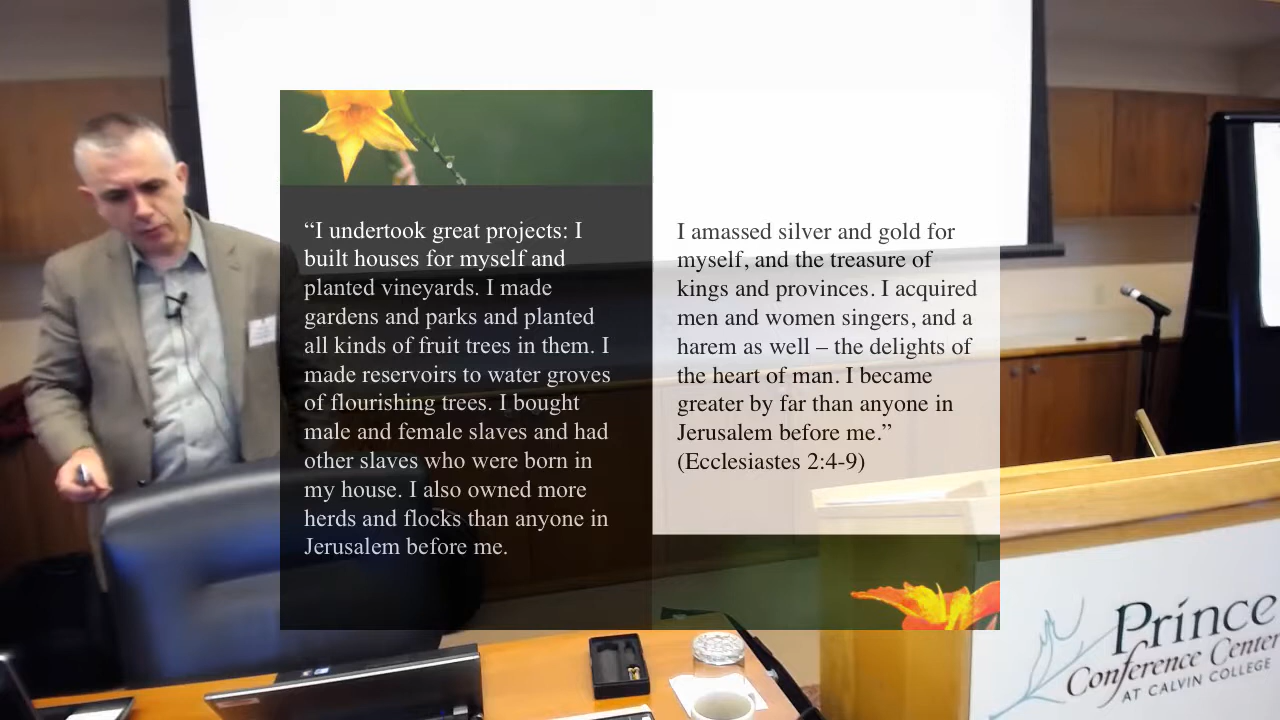 “I undertook great projects: I
built houses for myself and
planted vineyards. I made
gardens and parks and planted
all kinds of fruit trees in them. I
made reservoirs to water groves
of flourishing trees. I bought
male and female slaves and had
other slaves who were born in
my house. I also owned more
herds and flocks than anyone in
Jerusalem before me.
I amassed silver and gold for
myself, and the treasure of
kings and provinces. I acquired
men and women singers, and a
harem as well – the delights of
the heart of man. I became
greater by far than anyone in
Jerusalem before me.”
(Ecclesiastes 2:4-9)
Prince
Conference Center
AT CALVIN COLLEGE